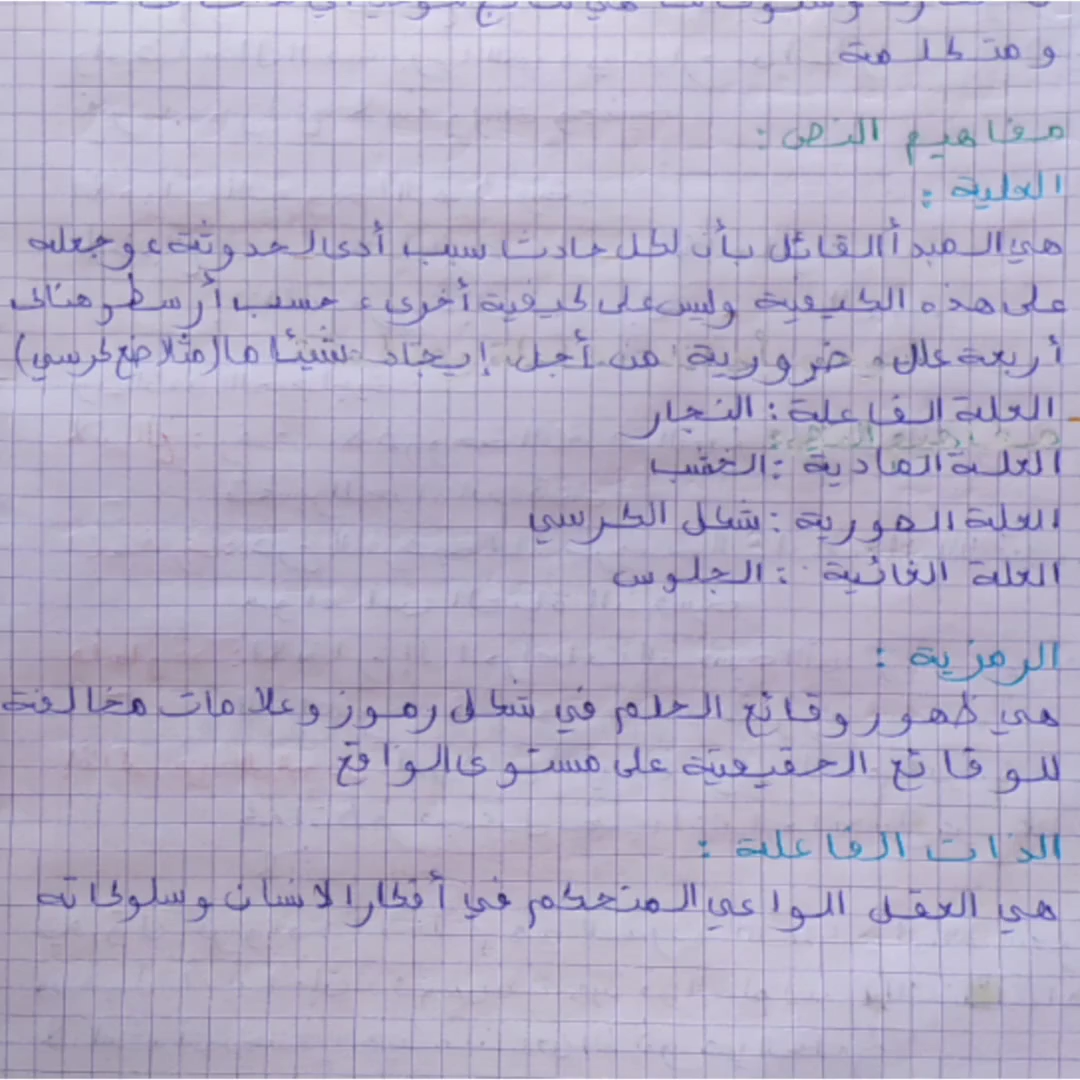 ومتكلمة
مفاهيم النص :
العلية :
هي المبدأ القائل بأن لكل حادث سبب أدى لحدوثه، وجعله
على هذه الكيفية وليس على كيفية أخرى، حسب أرسطو هناك
أربعة علل ضرورية من أجل إيجاد شيئا ما (مثلا صنع كرسي)
العلة الفاعلة : النجار
العلة المادية : الخشب
العلة الصورية : شكل الكرسي
العلة الغائية : الجلوس
الرمزية :
هي ظهور وقائع الحلم في شكل رموز وعلامات مخالفة
للوقائع الحقيقية على مستوى الواقع
الذات الفاعلة :
هي العقل الواعي المتحكم في أفكار الانسان وسلوكاته